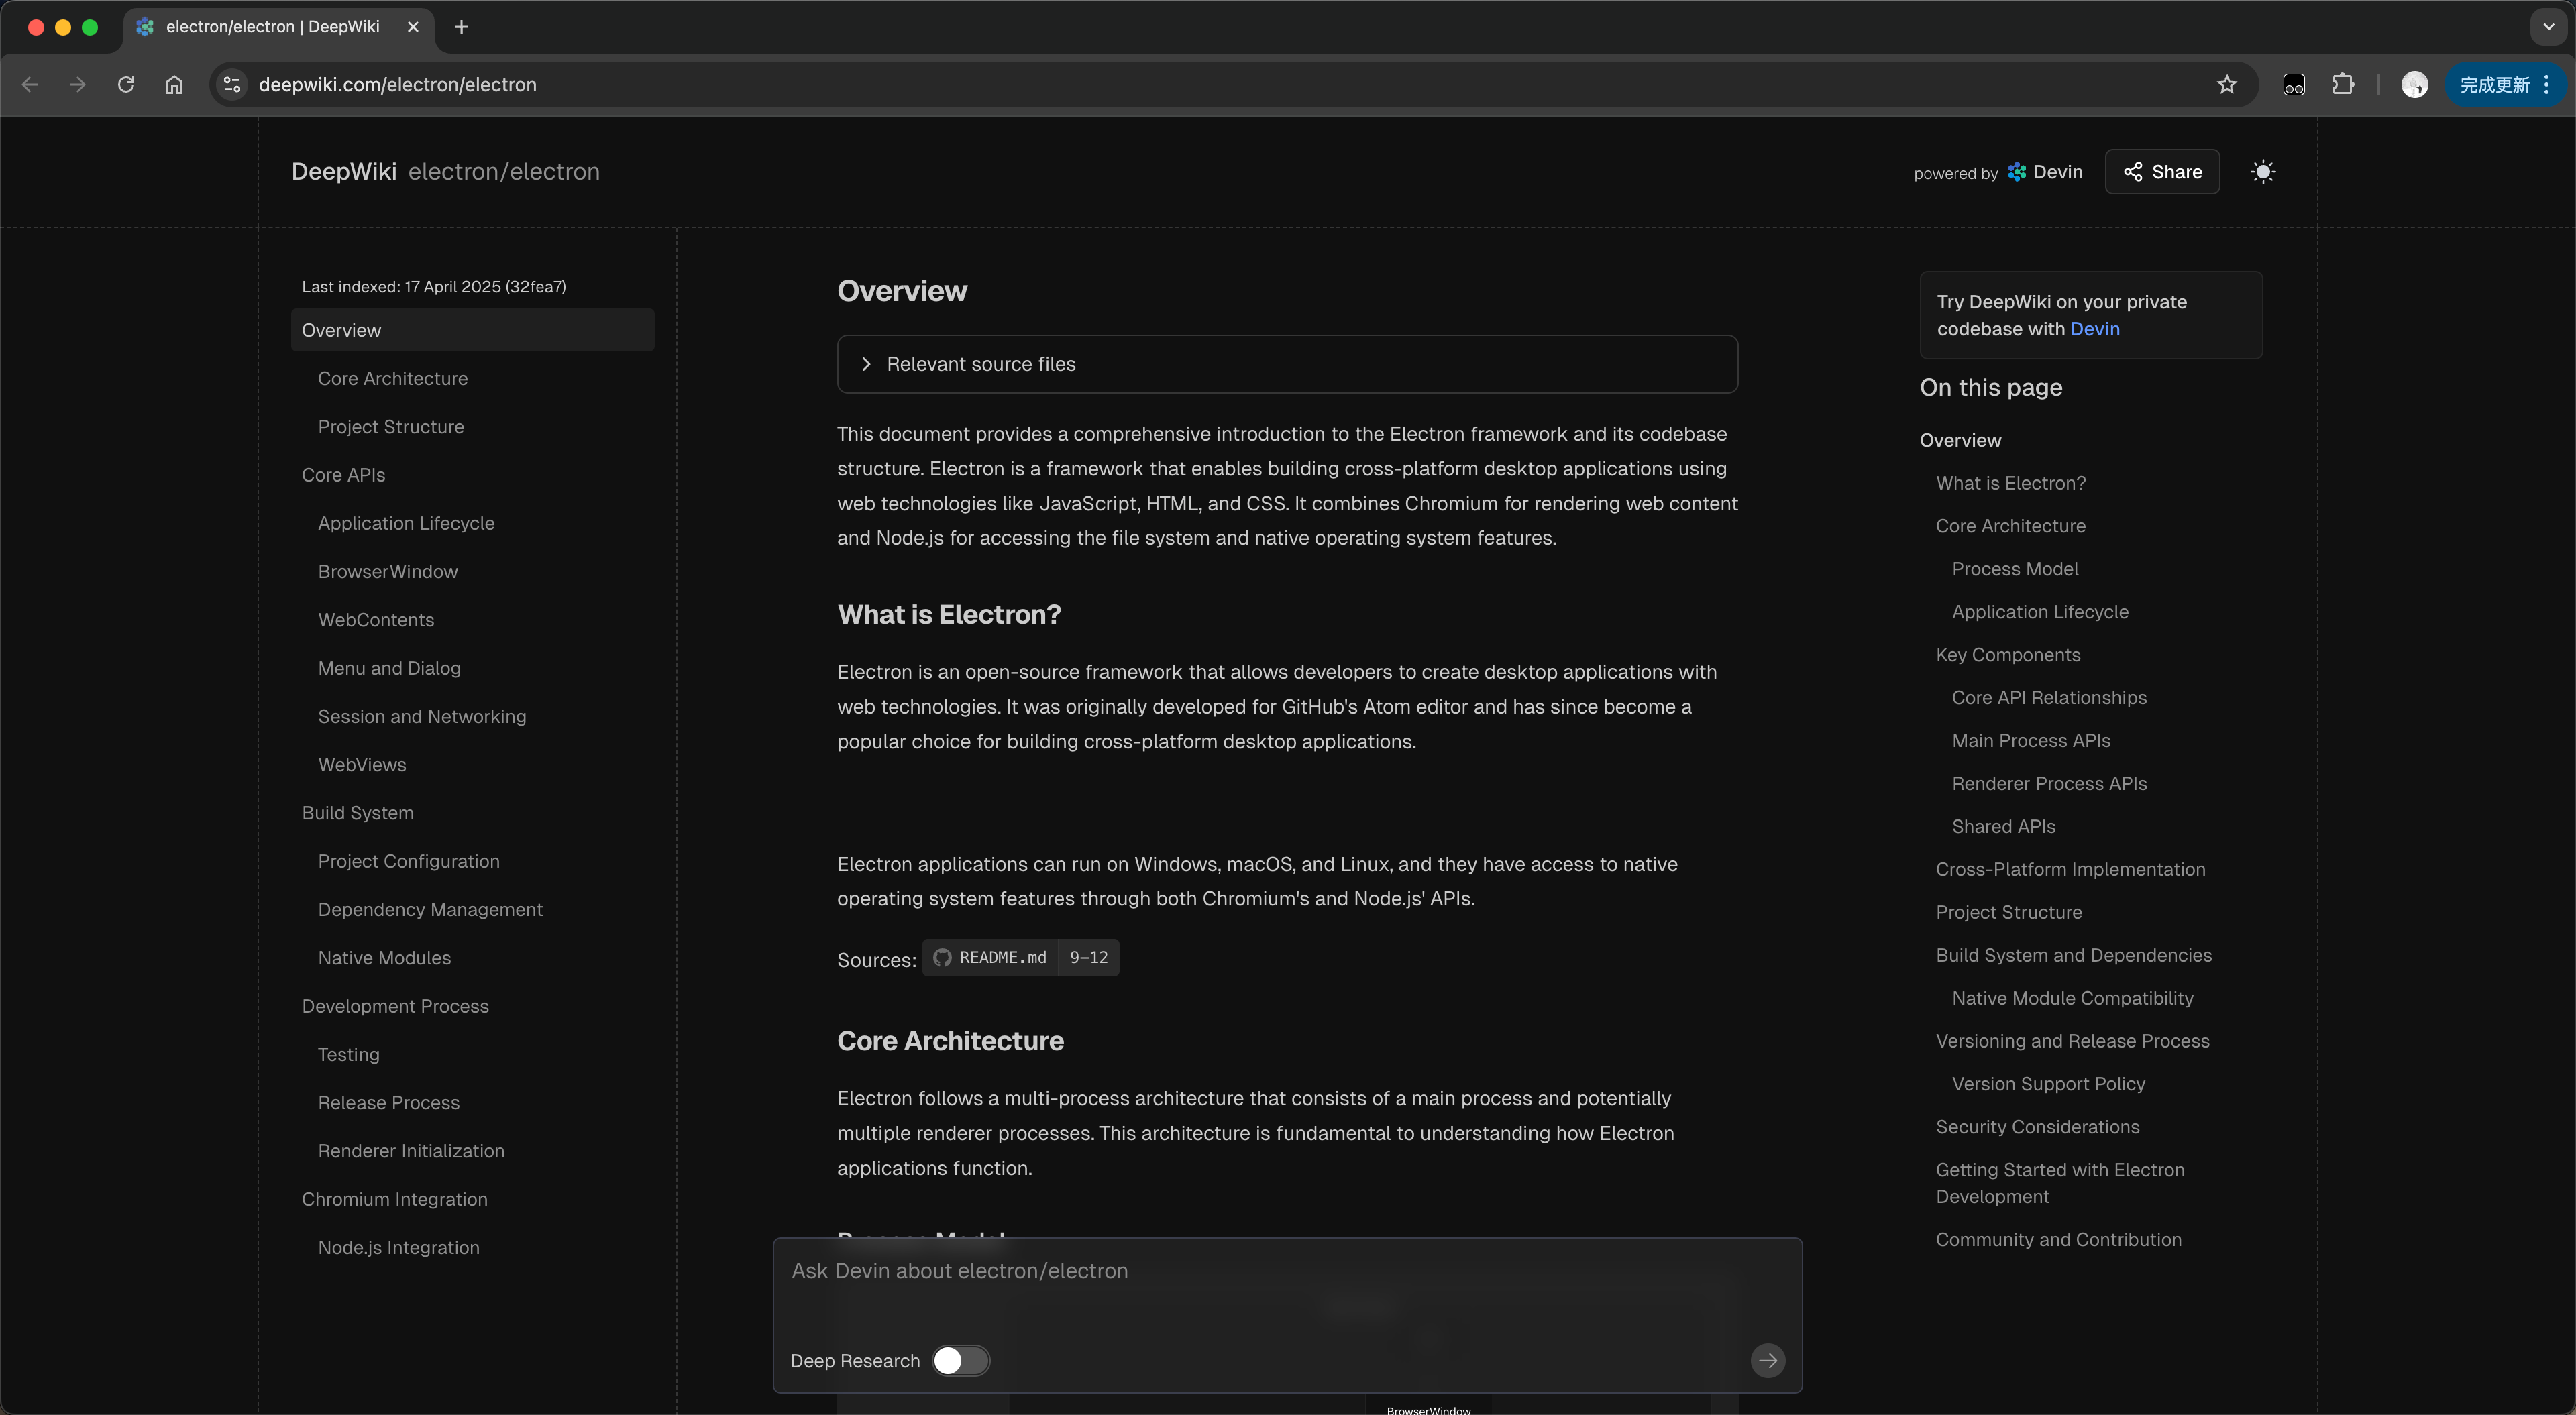 electron/electron | DeepWiki
deepwiki.com/electron/electron
完成更新
DeepWiki electron/electron
powered by Devin
Share
Last indexed: 17 April 2025 (32fea7)
Overview
Core Architecture
Project Structure
Core APIs
Application Lifecycle
BrowserWindow
WebContents
Menu and Dialog
Session and Networking
WebViews
Build System
Project Configuration
Dependency Management
Native Modules
Development Process
Testing
Release Process
Renderer Initialization
Chromium Integration
Node.js Integration
Overview
Relevant source files
This document provides a comprehensive introduction to the Electron framework and its codebase
structure. Electron is a framework that enables building cross-platform desktop applications using
web technologies like JavaScript, HTML, and CSS. It combines Chromium for rendering web content
and Node.js for accessing the file system and native operating system features.
What is Electron?
Electron is an open-source framework that allows developers to create desktop applications with
web technologies. It was originally developed for GitHub's Atom editor and has since become a
popular choice for building cross-platform desktop applications.
Electron applications can run on Windows, macOS, and Linux, and they have access to native
operating system features through both Chromium's and Node.js' APIs.
Sources: README.md 9–12
Core Architecture
Electron follows a multi-process architecture that consists of a main process and potentially
multiple renderer processes. This architecture is fundamental to understanding how Electron
applications function.
Process Model
Ask Devin about electron/electron
Deep Research
BrowserWindow
Try DeepWiki on your private
codebase with Devin
On this page
Overview
What is Electron?
Core Architecture
Process Model
Application Lifecycle
Key Components
Core API Relationships
Main Process APIs
Renderer Process APIs
Shared APIs
Cross-Platform Implementation
Project Structure
Build System and Dependencies
Native Module Compatibility
Versioning and Release Process
Version Support Policy
Security Considerations
Getting Started with Electron
Development
Community and Contribution